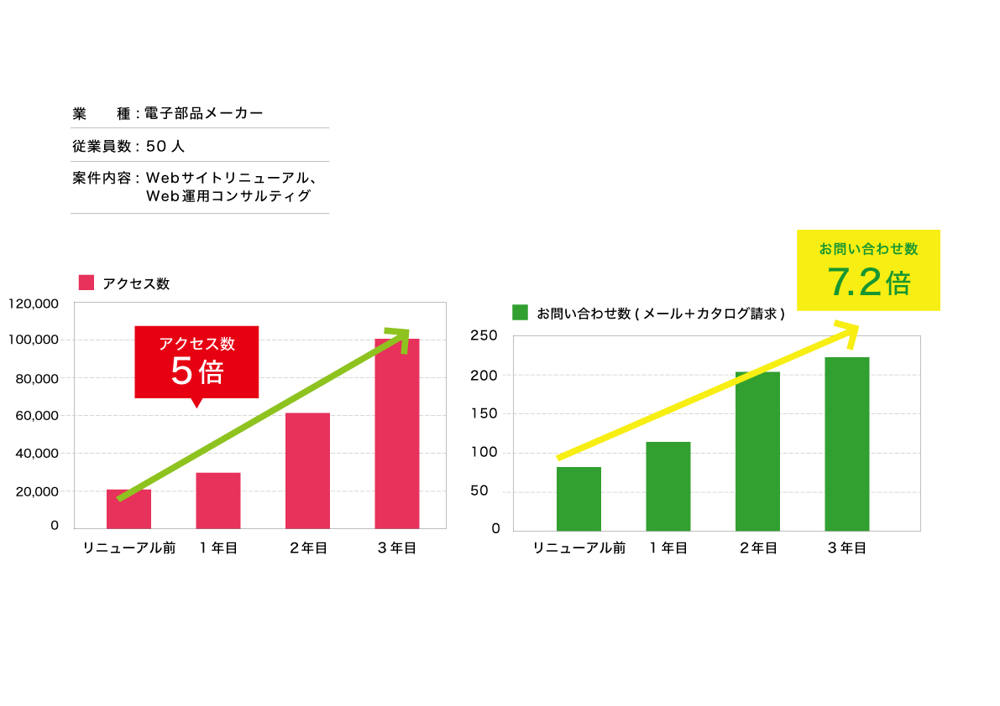 業　種 : 電子部品メーカー
従業員数 : 50 人
案件内容 : Webサイトリニューアル、
Web 運用コンサルティグ
アクセス数
120,000
100,000
80,000
60,000
40,000
20,000
0
アクセス数
5 倍
リニューアル前
1 年目
2 年目
3 年目
お問い合わせ数
7.2 倍
お問い合わせ数 ( メール＋カタログ請求 )
250
200
150
100
50
0
リニューアル前
1 年目
2 年目
3 年目